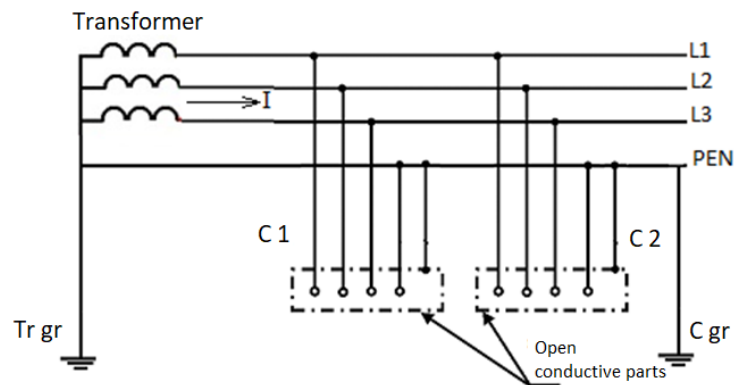 Transformer
L1
L2
I
L3
PEN
C 1
C 2
Tr gr
Open
conductive parts
C gr